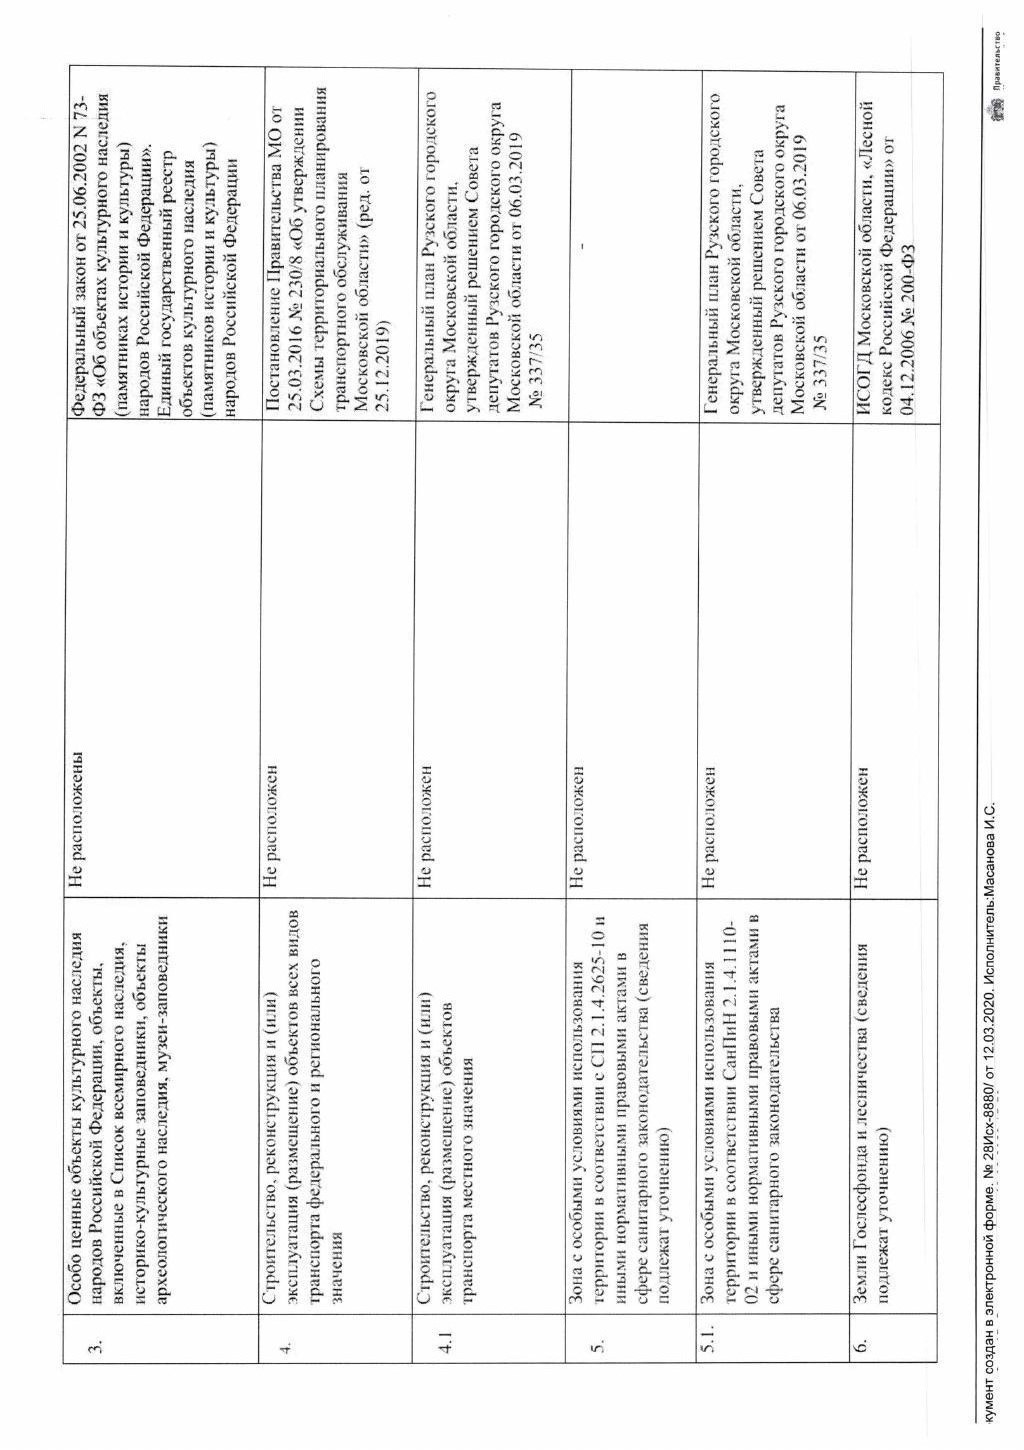 3.
Особо ценные объекты культурного наследия
народов Российской Федерации, объекты,
включенные в Список всемирного наследия,
историко-культурные заповедники, объекты
археологического наследия, музеи-заповедники
Не расположены
Федеральный закон от 25.06.2002 N 73-
ФЗ «Об объектах культурного наследия
(памятниках истории и культуры)
народов Российской Федерации».
Единый государственный реестр
объектов культурного наследия
(памятников истории и культуры)
народов Российской Федерации
4.
Строительство, реконструкция и (или)
эксплуатация (размещение) объектов всех видов
транспорта федерального и регионального
значения
Не расположен
Постановление Правительства МО от
25.03.2016 № 230/8 «Об утверждении
Схемы территориального планирования
транспортного обслуживания
Московской области» (ред. от
25.12.2019)
4.1
Строительство, реконструкция и (или)
эксплуатация (размещение) объектов
транспорта местного значения
Не расположен
Генеральный план Рузского городского
округа Московской области,
утвержденный решением Совета
депутатов Рузского городского округа
Московской области от 06.03.2019
№ 337/35
5.
Зона с особыми условиями использования
территории в соответствии с СП 2.1.4.2625-10 и
иными нормативными правовыми актами в
сфере санитарного законодательства (сведения
подлежат уточнению)
Не расположен
-
5.1.
Зона с особыми условиями использования
территории в соответствии СанПиН 2.1.4.1110-
02 и иными нормативными правовыми актами в
сфере санитарного законодательства
Не расположен
Генеральный план Рузского городского
округа Московской области,
утвержденный решением Совета
депутатов Рузского городского округа
Московской области от 06.03.2019
№ 337/35
6.
Земли Гослесфонда и лесничества (сведения
подлежат уточнению)
Не расположен
ИСОГД Московской области, «Лесной
кодекс Российской Федерации» от
04.12.2006 № 200-ФЗ
кумент создан в электронной форме. № 28Исх-8880/ от 12.03.2020. Исполнитель:Масанова И.С.
Правительство